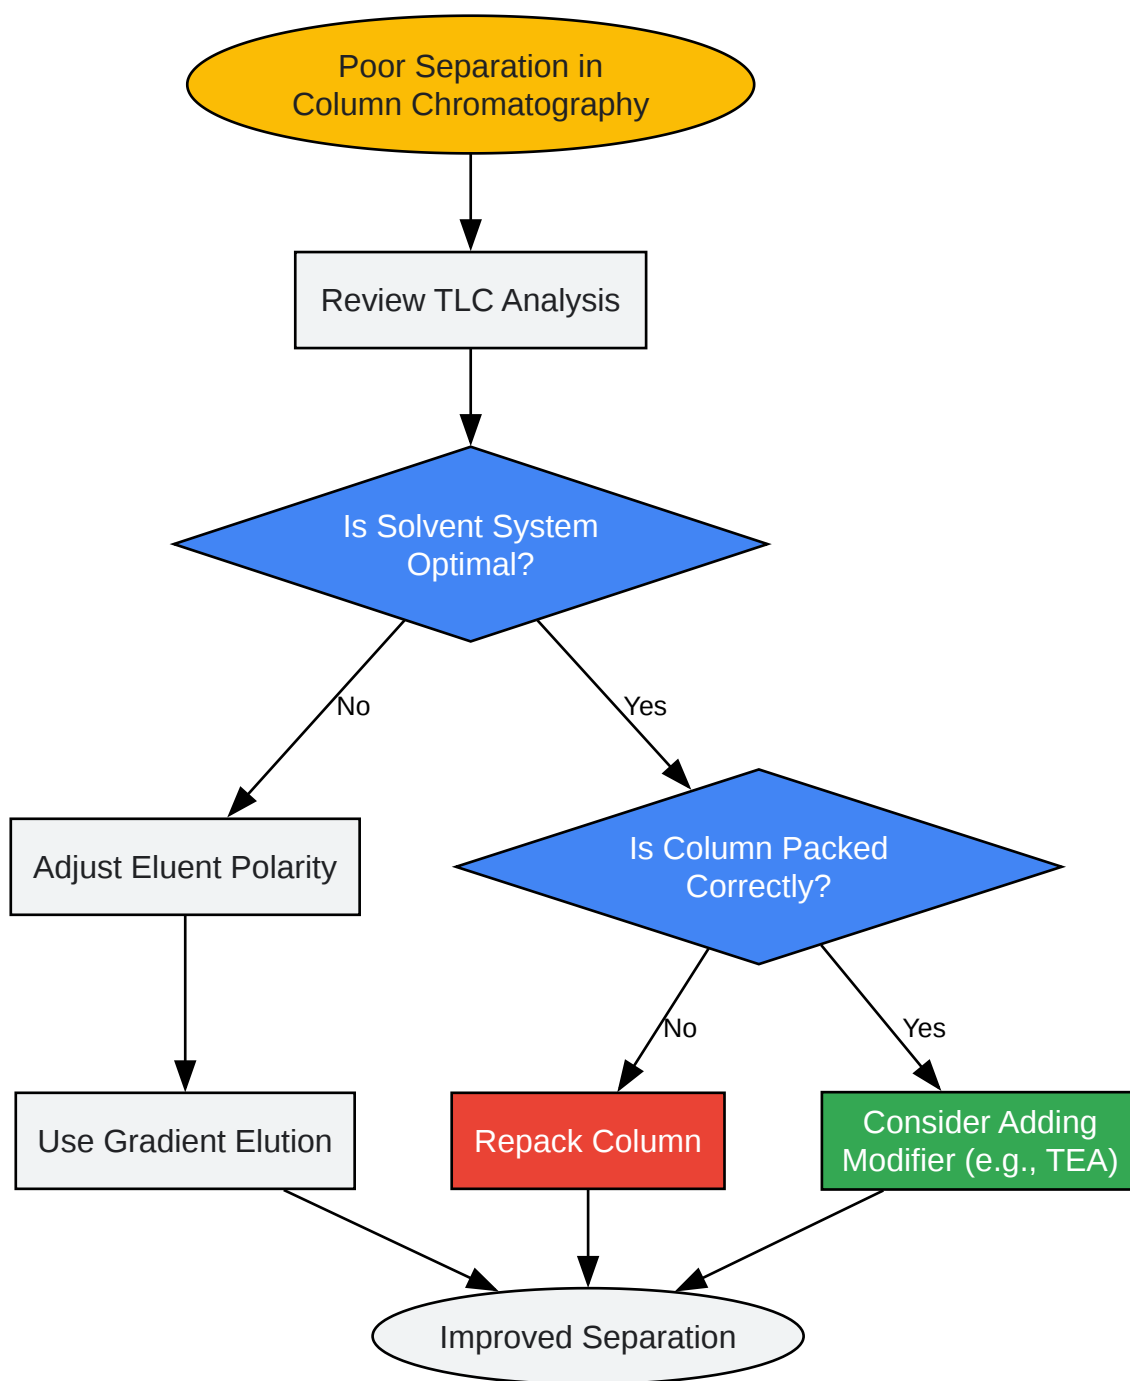 Poor Separation in
Column Chromatography
Review TLC Analysis
Is Solvent System
Optimal?
No
Yes
Adjust Eluent Polarity
Is Column Packed
Correctly?
No
Yes
Use Gradient Elution
Repack Column
Consider Adding
Modifier (e.g., TEA)
Improved Separation